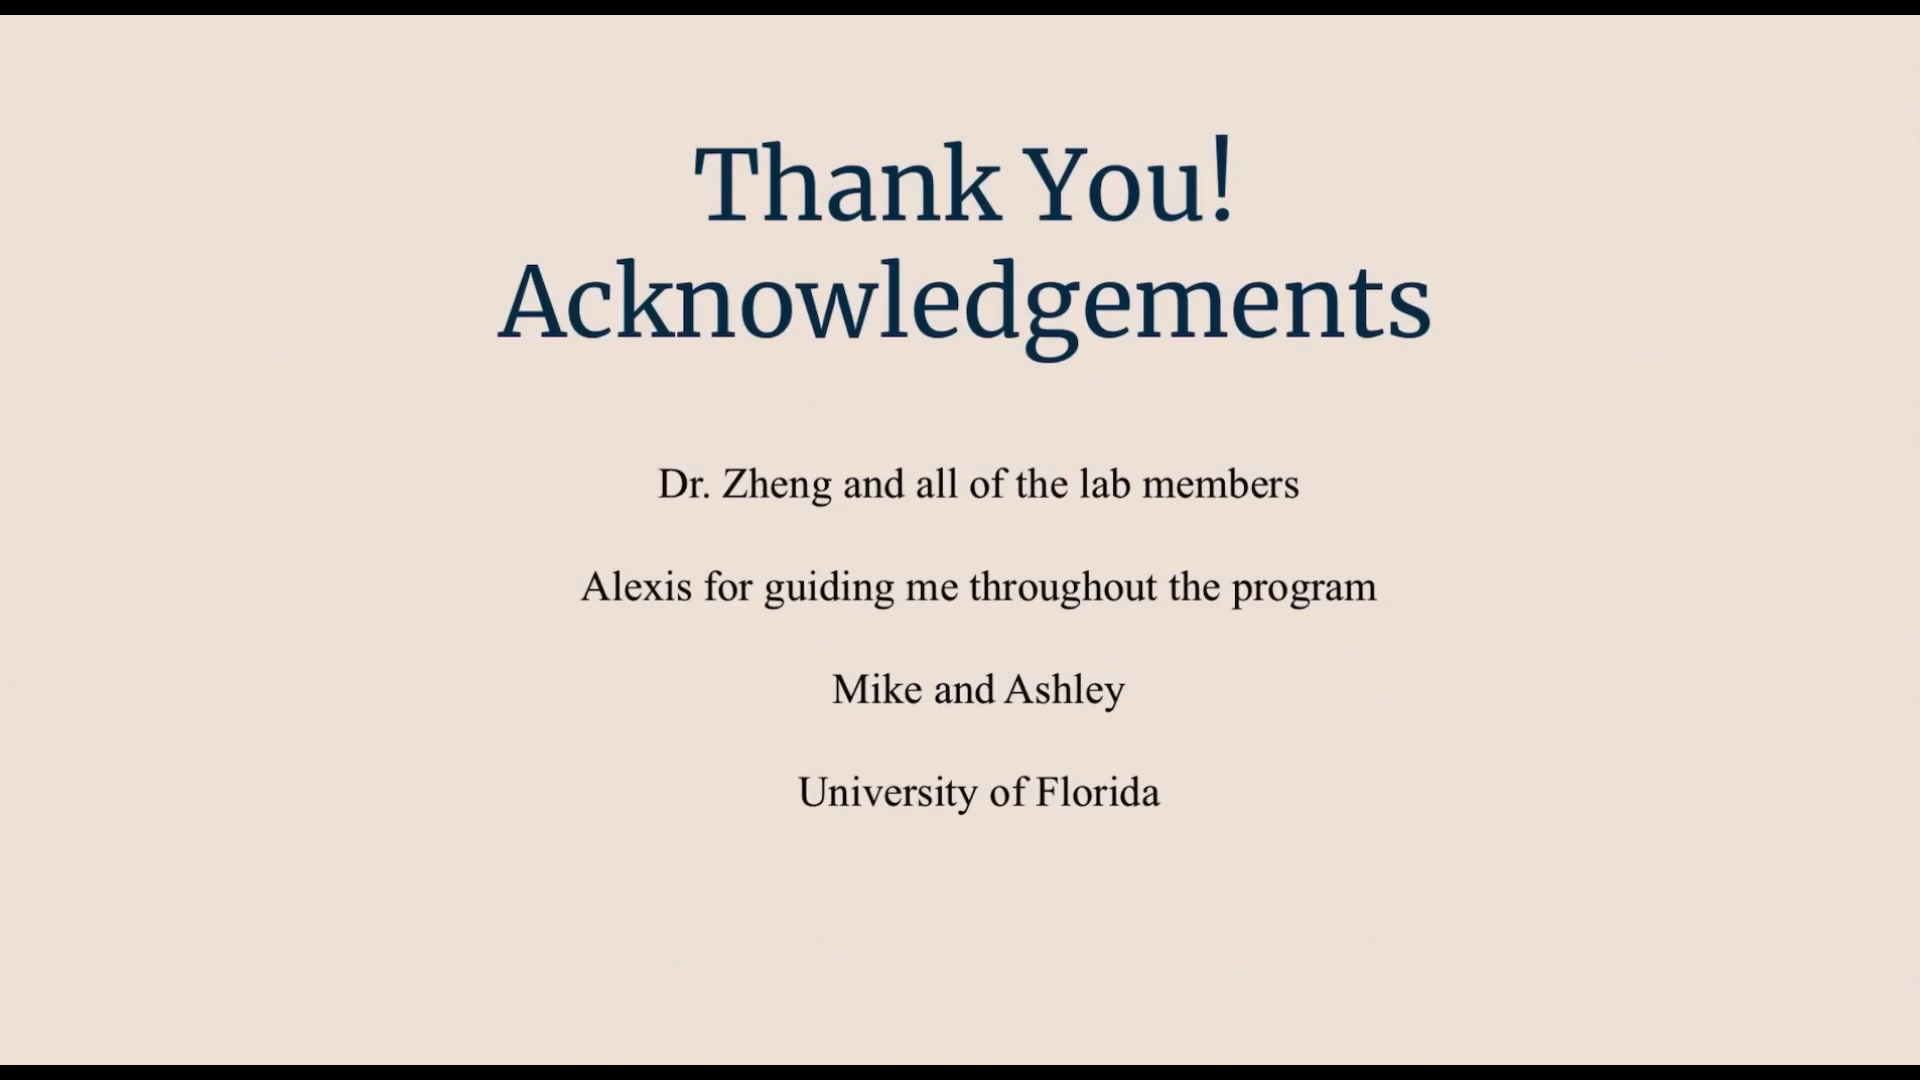 Thank You!
Acknowledgements
Dr. Zheng and all of the lab members
Alexis for guiding me throughout the program
Mike and Ashley
University of Florida